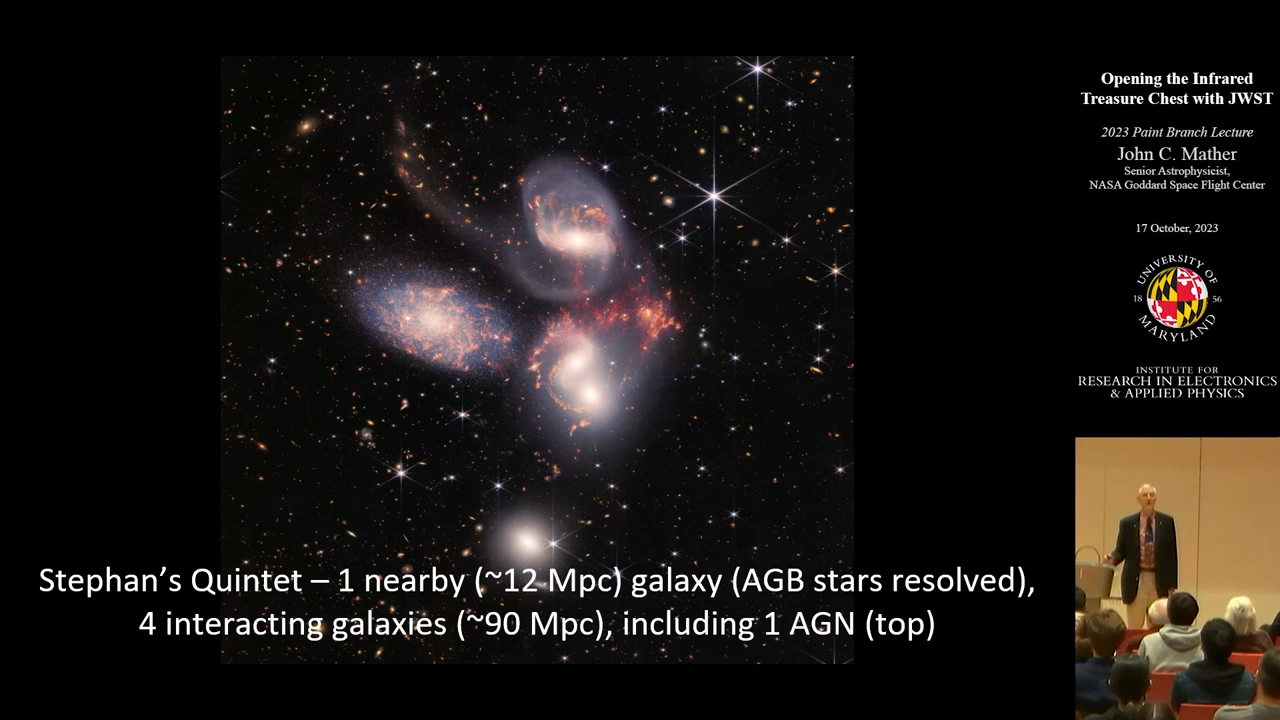 Opening the Infrared
Treasure Chest with JWST
2023 Paint Branch Lecture
John C. Mather
Senior Astrophysicist,
NASA Goddard Space Flight Center
17 October, 2023
UNIVERSITY OF
18 56
MARYLAND
INSTITUTE FOR
RESEARCH IN ELECTRONICS
& APPLIED PHYSICS
Stephan’s Quintet – 1 nearby (~12 Mpc) galaxy (AGB stars resolved),
4 interacting galaxies (~90 Mpc), including 1 AGN (top)